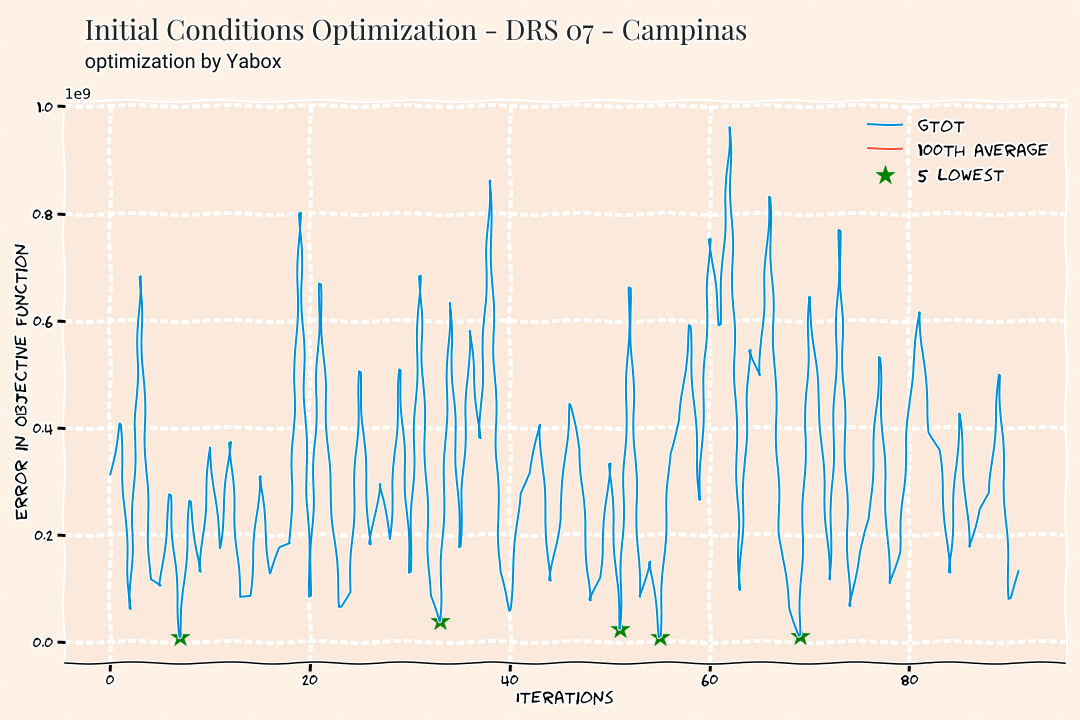 Initial Conditions Optimization - DRS 07 - Campinas
optimization by Yabox
1e9
1.0
0.8
0.6
0.4
0.2
0.0
ERROR IN OBJECTIVE FUNCTION
GTOT
100TH AVERAGE
5 LOWEST
0 20 40 60 80
ITERATIONS